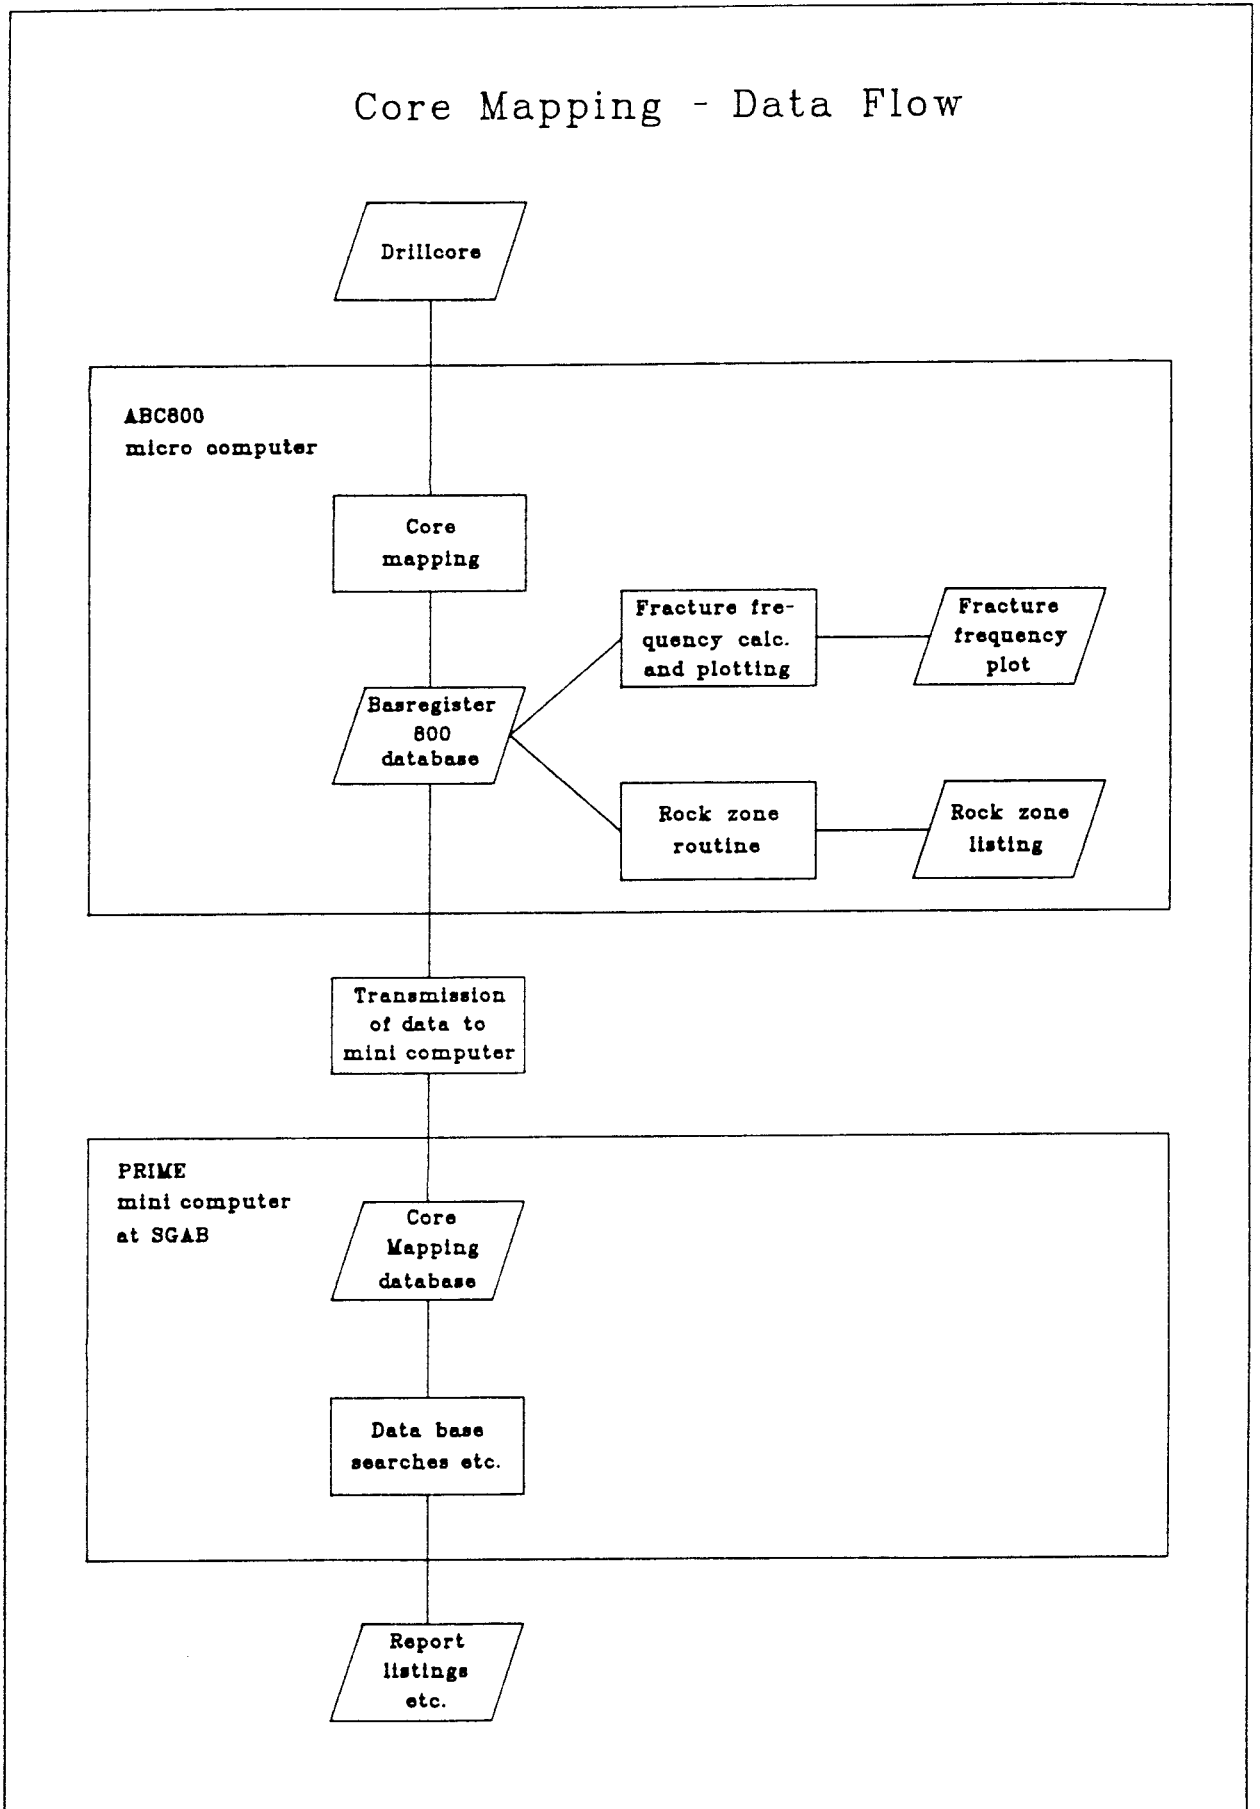 Core Mapping - Data Flow
Drillcore
ABC800
micro computer
Core
mapping
Fracture fre-
quency calc.
and plotting
Fracture
frequency
plot
Basregister
800
database
Rock zone
routine
Rock zone
listing
Transmission
of data to
mini computer
PRIME
mini computer
at SGAB
Core
Mapping
database
Data base
searches etc.
Report
listings
etc.